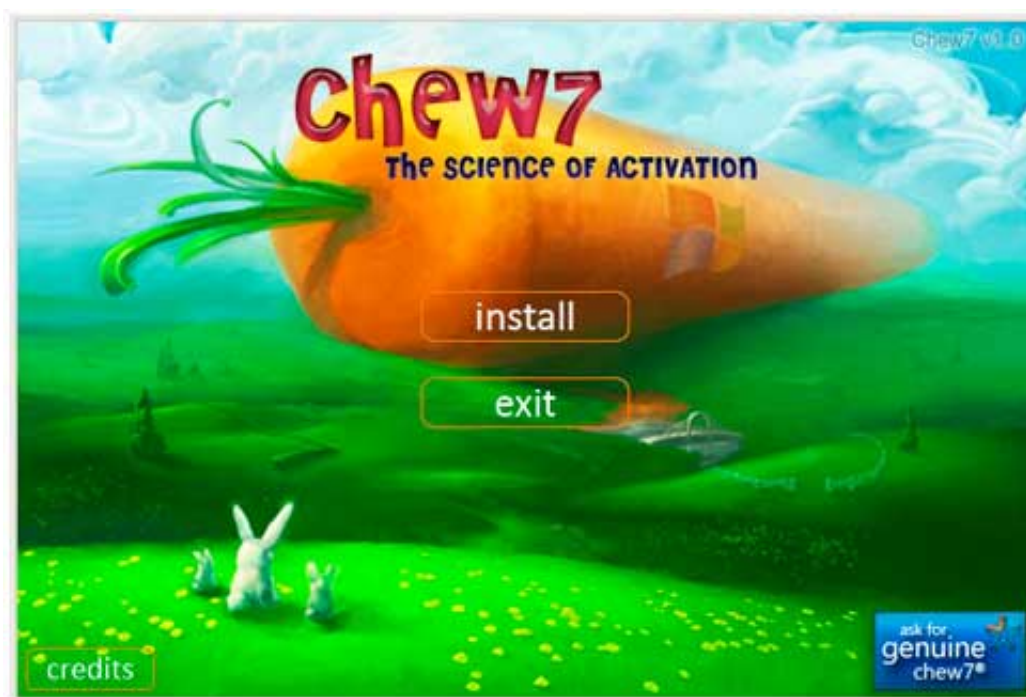 Chew7 v1.0
Chew7
The science of Activation
install
exit
credits
ask for
genuine
chew7®